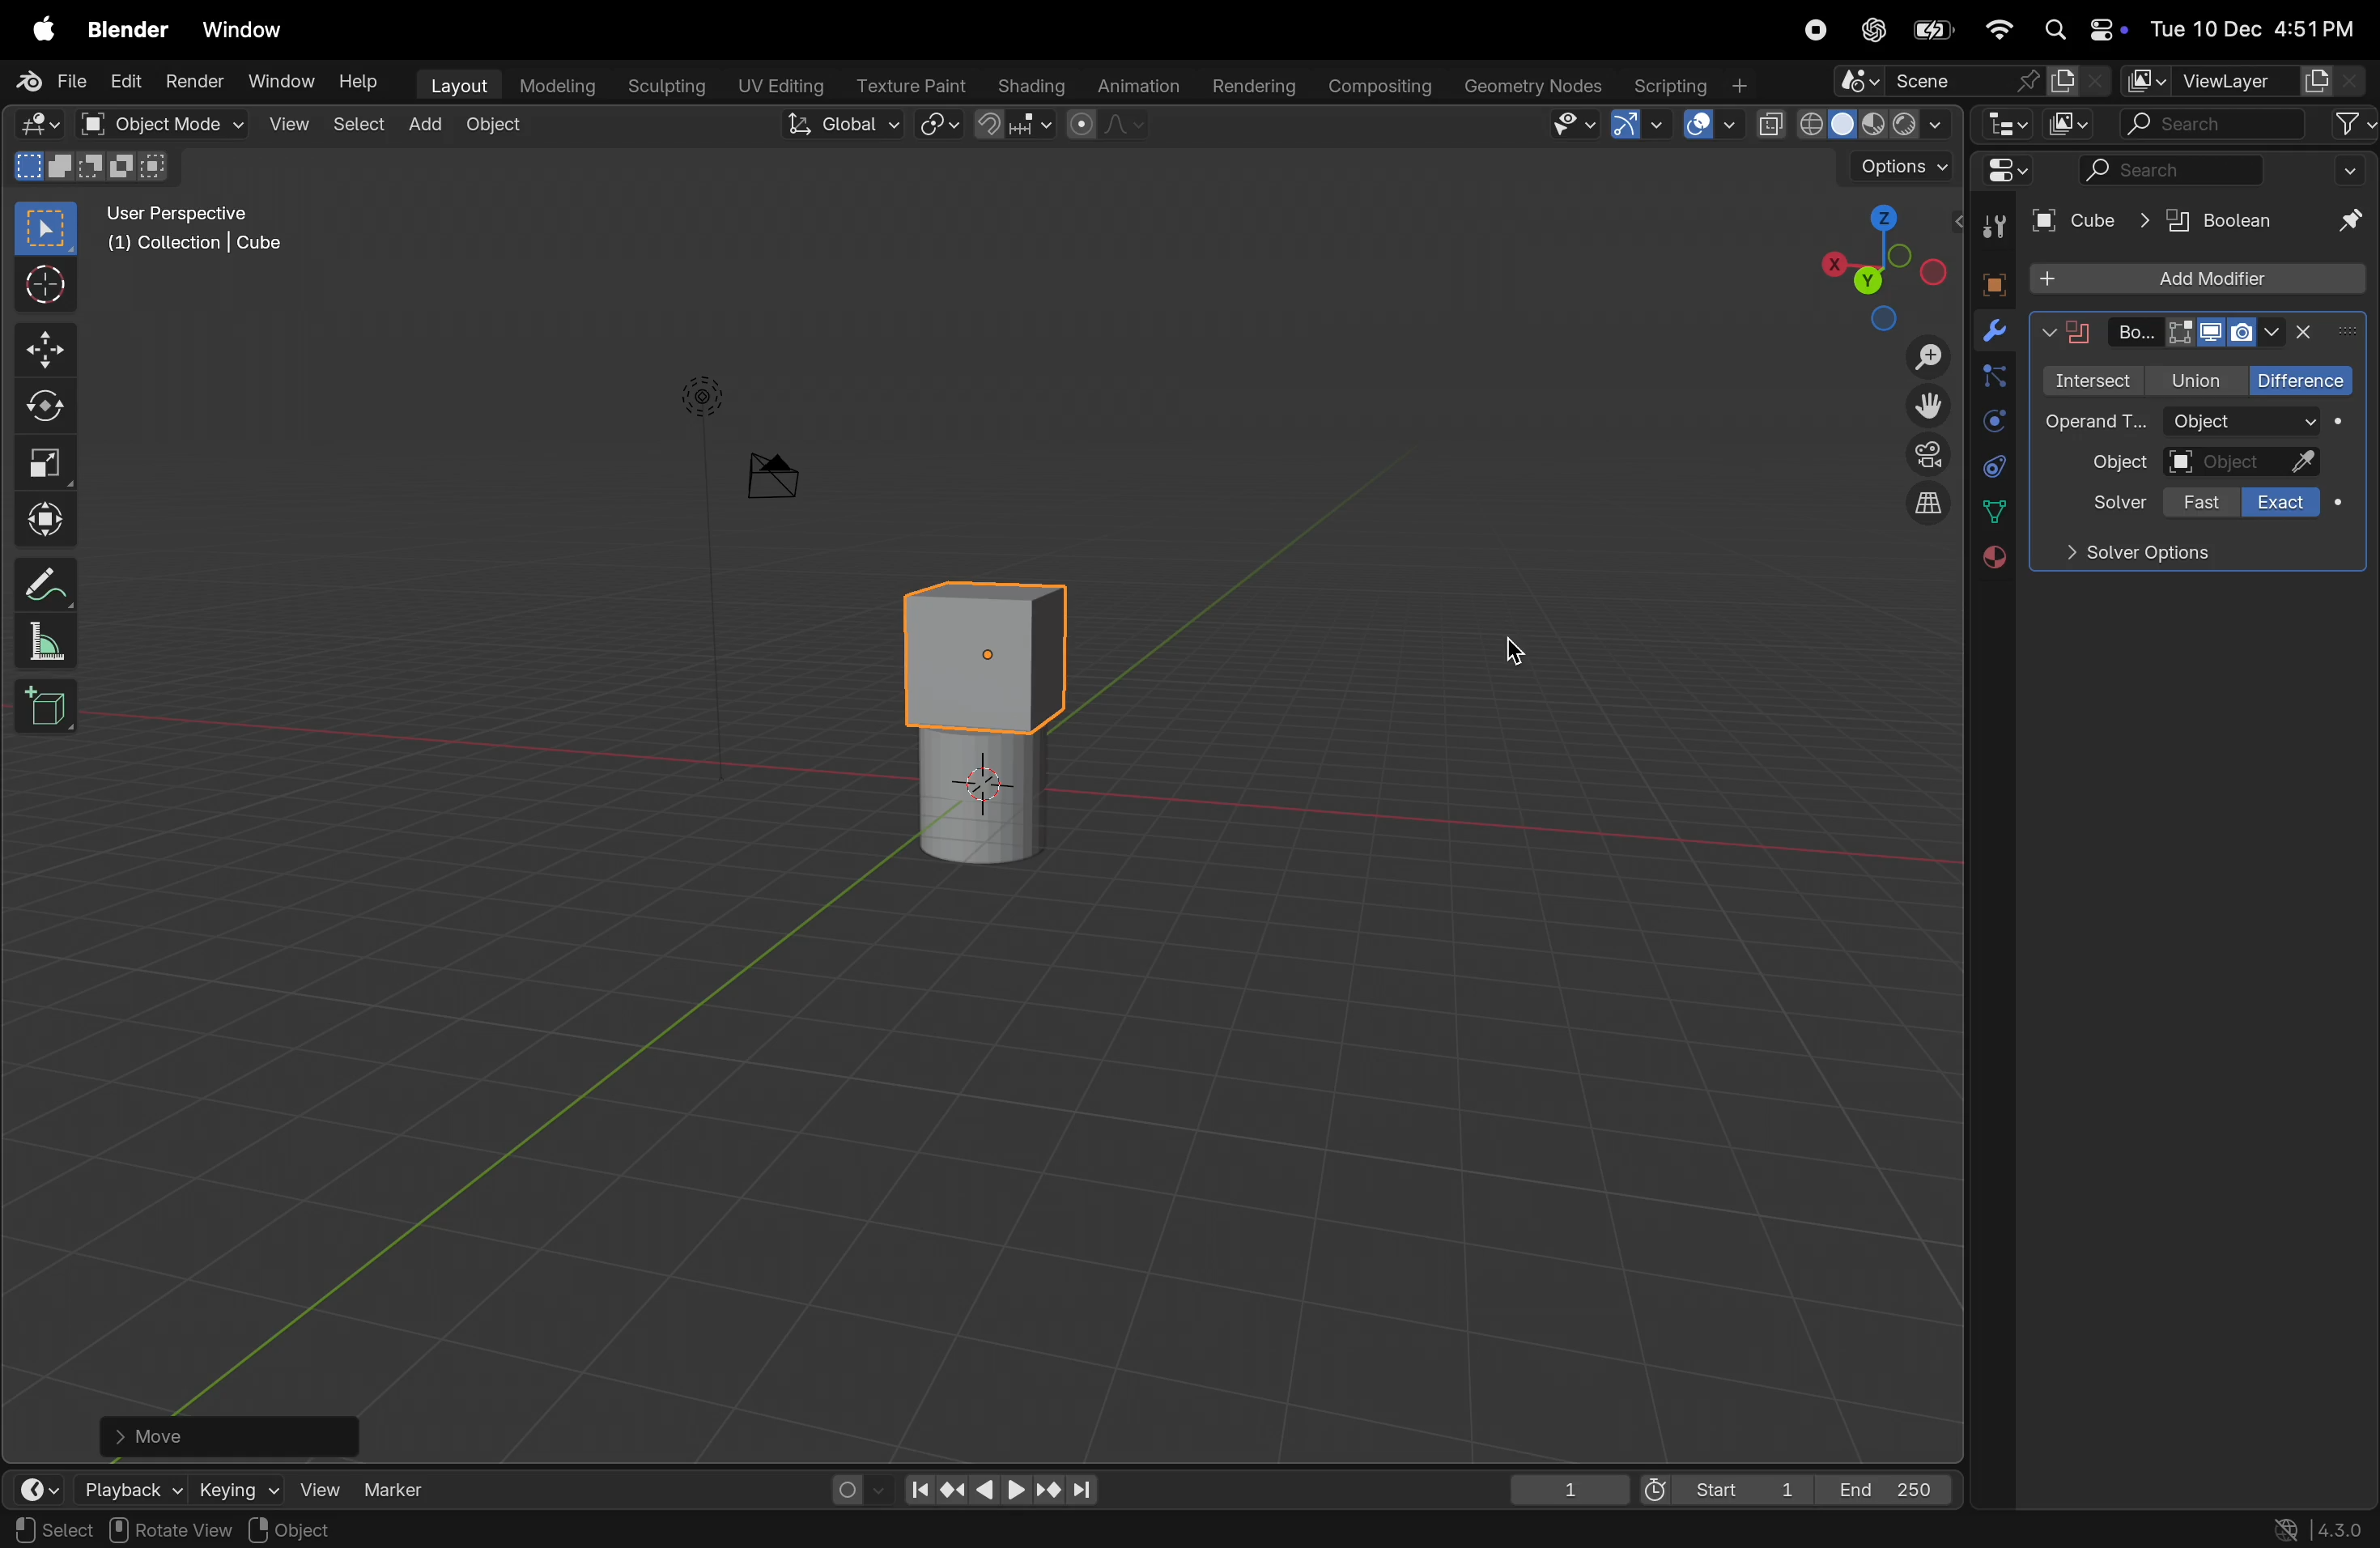 Blender Window Tue 10 Dec 4:51 PM
File Edit Render Window Help Layout Modeling Sculpting UV Editing Texture Paint Shading Animation Rendering Compositing Geometry Nodes Scripting + Scene ViewLayer
Object Mode View Select Add Object Global Search
Options Search
User Perspective
(1) Collection | Cube
Z
X
Y
Cube > Boolean
+ Add Modifier
Bo...
Intersect Union Difference
Operand T... Object
Object Object
Solver Fast Exact
> Solver Options
> Move
Playback Keying View Marker 1 Start 1 End 250
Select Rotate View Object 4.3.0